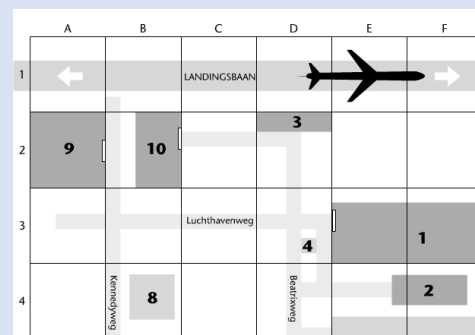 A B C D E F
1 LANDINGSBAAN
3
2 9 10
3 Luchthavenweg 1
4
2
4 Kennedyweg 8 Beatrixweg